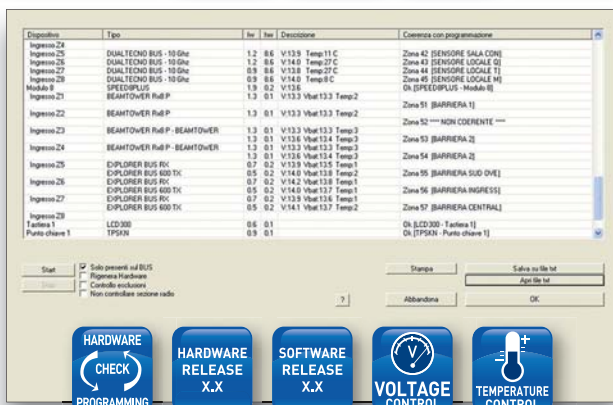 Dispositivo Tipo hw fsw Descrizione Coerenza con programmazione
Ingresso Z4
Ingresso Z5 DUALTECNO BUS - 10 Ghz 1.2 8.6 V:13.9 Temp:11 C Zona 42 [SENSORE SALA CON]
Ingresso Z6 DUALTECNO BUS - 10 Ghz 1.2 8.6 V:14.0 Temp:27 C Zona 43 [SENSORE LOCALE Q]
Ingresso Z7 DUALTECNO BUS - 10 Ghz 0.9 8.6 V:13.8 Temp:27 C Zona 44 [SENSORE LOCALE T]
Ingresso Z8 DUALTECNO BUS - 10 Ghz 0.9 8.6 V:13.8 Temp:8 C Zona 45 [SENSORE LOCALE M]
Modulo 8 SPEED8PLUS 1.9 0.2 V:13.6 Ok [SPEED8PLUS - Modulo 8]
Ingresso Z1 BEAMTOWER Rx8:P 1.3 0.1 V:13.3 Vbat:13.3 Temp:2
Zona 51 [BARRIERA 1]
Ingresso Z2 BEAMTOWER Rx8:P 1.3 0.1 V:13.3 Vbat:13.3 Temp:2
Zona 52 **** NON COERENTE ****
Ingresso Z3 BEAMTOWER Rx8:P - BEAMTOWER 1.3 0.1 V:13.3 Vbat:13.3 Temp:3
1.3 0.1 V:13.6 Vbat:13.4 Temp:3 Zona 53 [BARRIERA 2]
Ingresso Z4 BEAMTOWER Rx8:P - BEAMTOWER 1.3 0.1 V:13.3 Vbat:13.3 Temp:3
1.3 0.1 V:13.6 Vbat:13.4 Temp:3 Zona 54 [BARRIERA 2]
Ingresso Z5 EXPLORER BUS RX 0.7 0.2 V:13.9 Vbat:13.5 Temp:1
EXPLORER BUS 600 TX 0.5 0.2 V:14.0 Vbat:13.8 Temp:2 Zona 55 [BARRIERA SUD OVE]
Ingresso Z6 EXPLORER BUS RX 0.7 0.2 V:14.2 Vbat:13.8 Temp:1
EXPLORER BUS 600 TX 0.5 0.2 V:14.0 Vbat:13.7 Temp:1 Zona 56 [BARRIERA INGRESS]
Ingresso Z7 EXPLORER BUS RX 0.7 0.2 V:13.9 Vbat:13.6 Temp:1
EXPLORER BUS 600 TX 0.5 0.2 V:14.1 Vbat:13.7 Temp:2 Zona 57 [BARRIERA CENTRAL]
Ingresso Z8
Tastiera 1 LCD300 0.6 0.1 Ok [LCD300 - Tastiera 1]
Punto chiave 1 TPSKN 0.9 0.1 Ok [TPSKN - Punto chiave 1]
Start Solo presenti sul BUS Stampa Salva su file txt
Rigenera Hardware Apri file txt
Stop Controllo esclusioni
Non controllare sezione radio ? Abbandona OK
HARDWARE
CHECK
PROGRAMMING
HARDWARE
RELEASE
X.X
SOFTWARE
RELEASE
X.X
V
VOLTAGE
CONTROL
TEMPERATURE
CONTROL